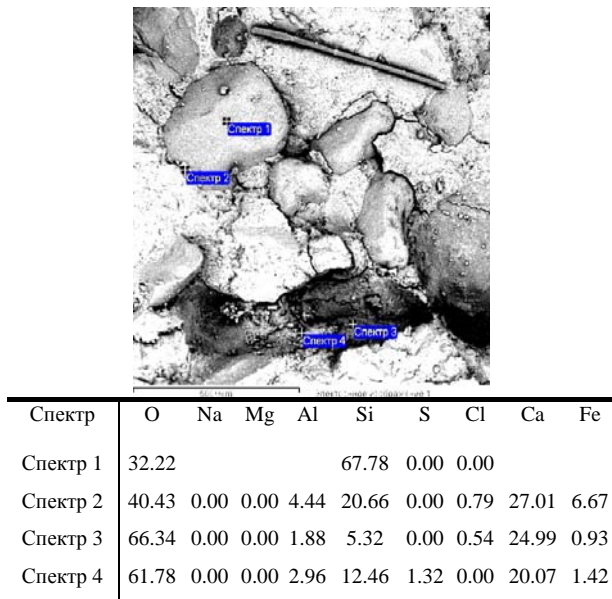 Спектр 1
Спектр 2
Спектр 3
Спектр 4
Электронное изображение 1
Спектр O Na Mg Al Si S Cl Ca Fe
Спектр 1 32.22 67.78 0.00 0.00
Спектр 2 40.43 0.00 0.00 4.44 20.66 0.00 0.79 27.01 6.67
Спектр 3 66.34 0.00 0.00 1.88 5.32 0.00 0.54 24.99 0.93
Спектр 4 61.78 0.00 0.00 2.96 12.46 1.32 0.00 20.07 1.42